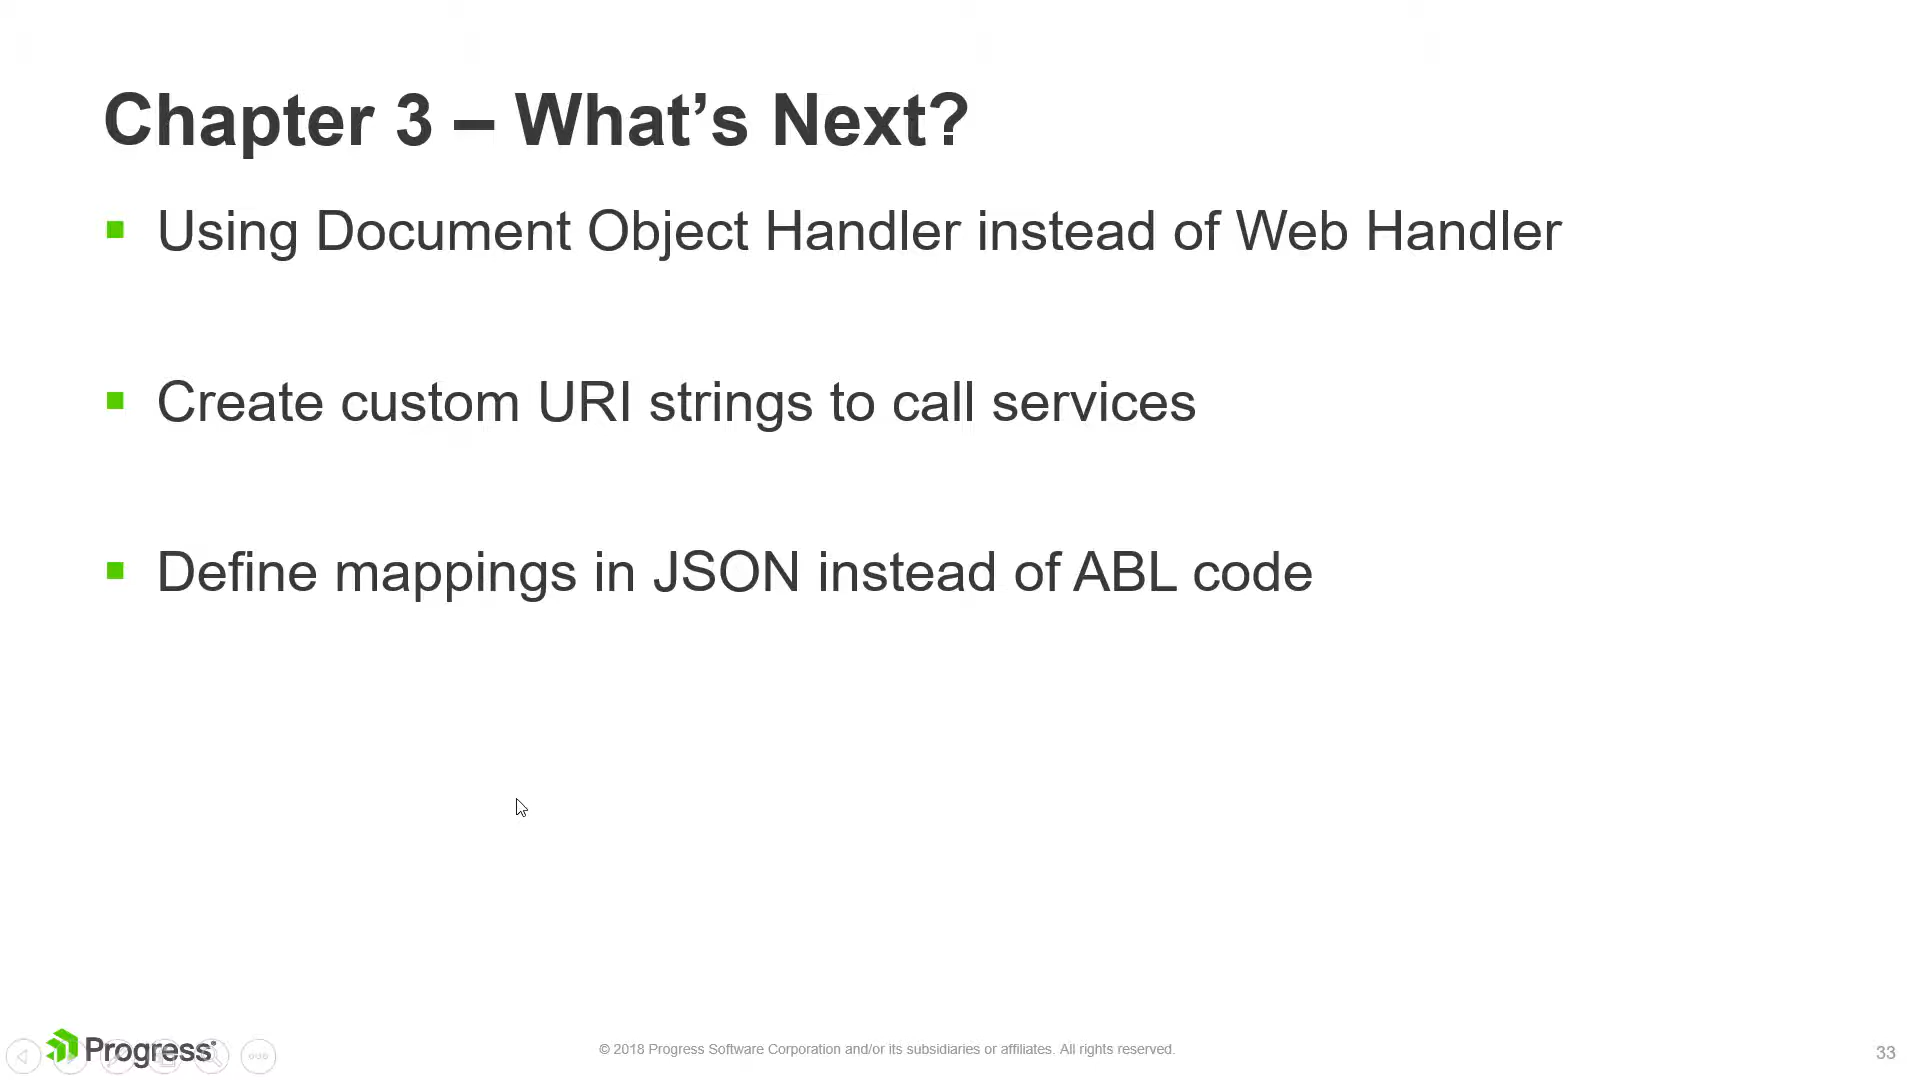 Chapter 3 – What’s Next?
Using Document Object Handler instead of Web Handler
Create custom URI strings to call services
Define mappings in JSON instead of ABL code
Progress
© 2018 Progress Software Corporation and/or its subsidiaries or affiliates. All rights reserved.
33